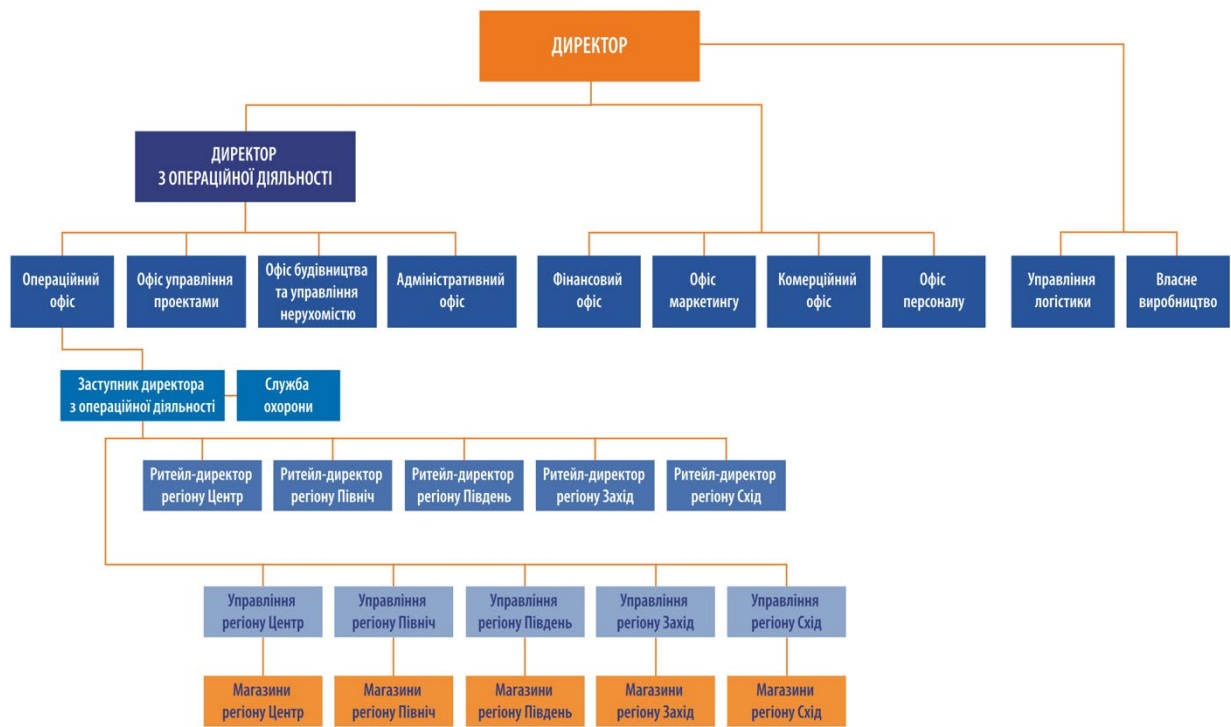 ДИРЕКТОР
ДИРЕКТОР
З ОПЕРАЦІЙНОЇ ДІЯЛЬНОСТІ
Операційний
офіс
Офіс управління
проектами
Офіс будівництва
та управління
нерухомістю
Адміністративний
офіс
Фінансовий
офіс
Офіс
маркетингу
Комерційний
офіс
Офіс
персоналу
Управління
логістики
Власне
виробництво
Заступник директора
з операційної діяльності
Служба
охорони
Ритейл-директор
регіону Центр
Ритейл-директор
регіону Північ
Ритейл-директор
регіону Південь
Ритейл-директор
регіону Захід
Ритейл-директор
регіону Схід
Управління
регіону Центр
Управління
регіону Північ
Управління
регіону Південь
Управління
регіону Захід
Управління
регіону Схід
Магазини
регіону Центр
Магазини
регіону Північ
Магазини
регіону Південь
Магазини
регіону Захід
Магазини
регіону Схід